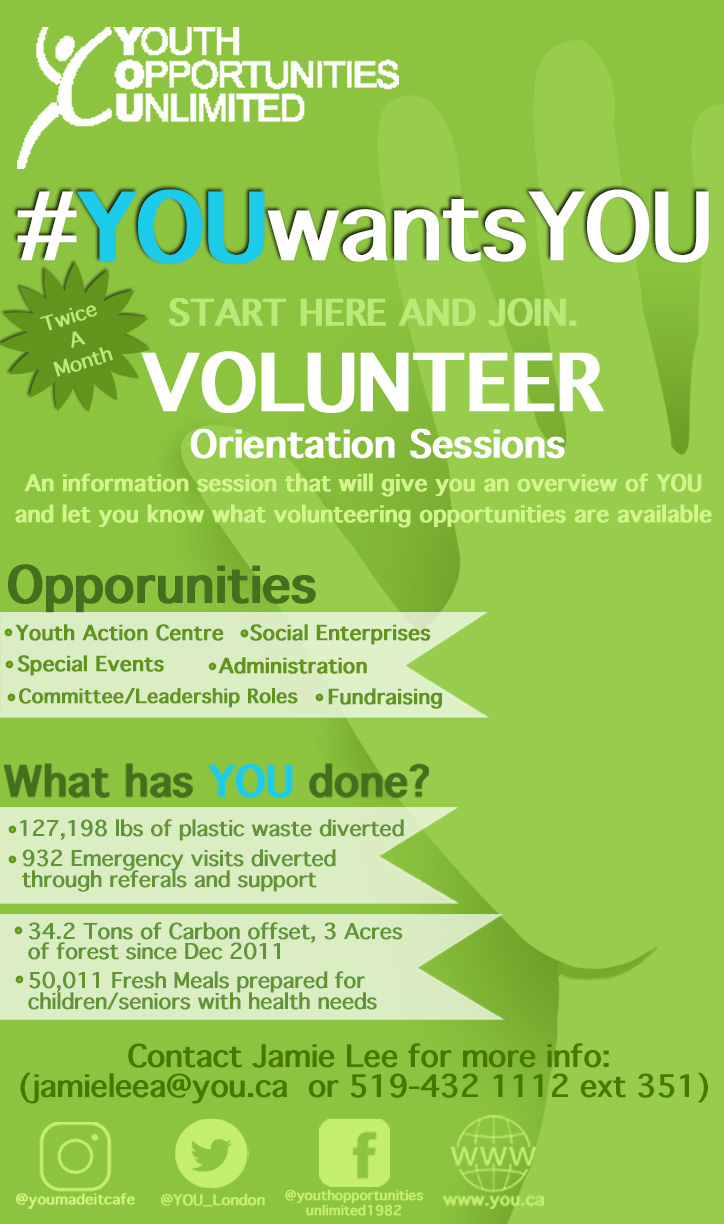 YOUTH
OPPORTUNITIES
UNLIMITED
#YOUwantsYOU
Twice
A
Month
START HERE AND JOIN.
VOLUNTEER
Orientation Sessions
An information session that will give you an overview of YOU
and let you know what volunteering opportunities are available
Opporunities
•Youth Action Centre •Social Enterprises
•Special Events •Administration
•Committee/Leadership Roles •Fundraising
What has YOU done?
•127,198 lbs of plastic waste diverted
•932 Emergency visits diverted
through referals and support
•34.2 Tons of Carbon offset, 3 Acres
of forest since Dec 2011
•50,011 Fresh Meals prepared for
children/seniors with health needs
Contact Jamie Lee for more info:
(jamieleea@you.ca or 519-432 1112 ext 351)
f
WWW
@youmadeitcafe @YOU_London @youthopportunities
unlimited1982
www.you.ca